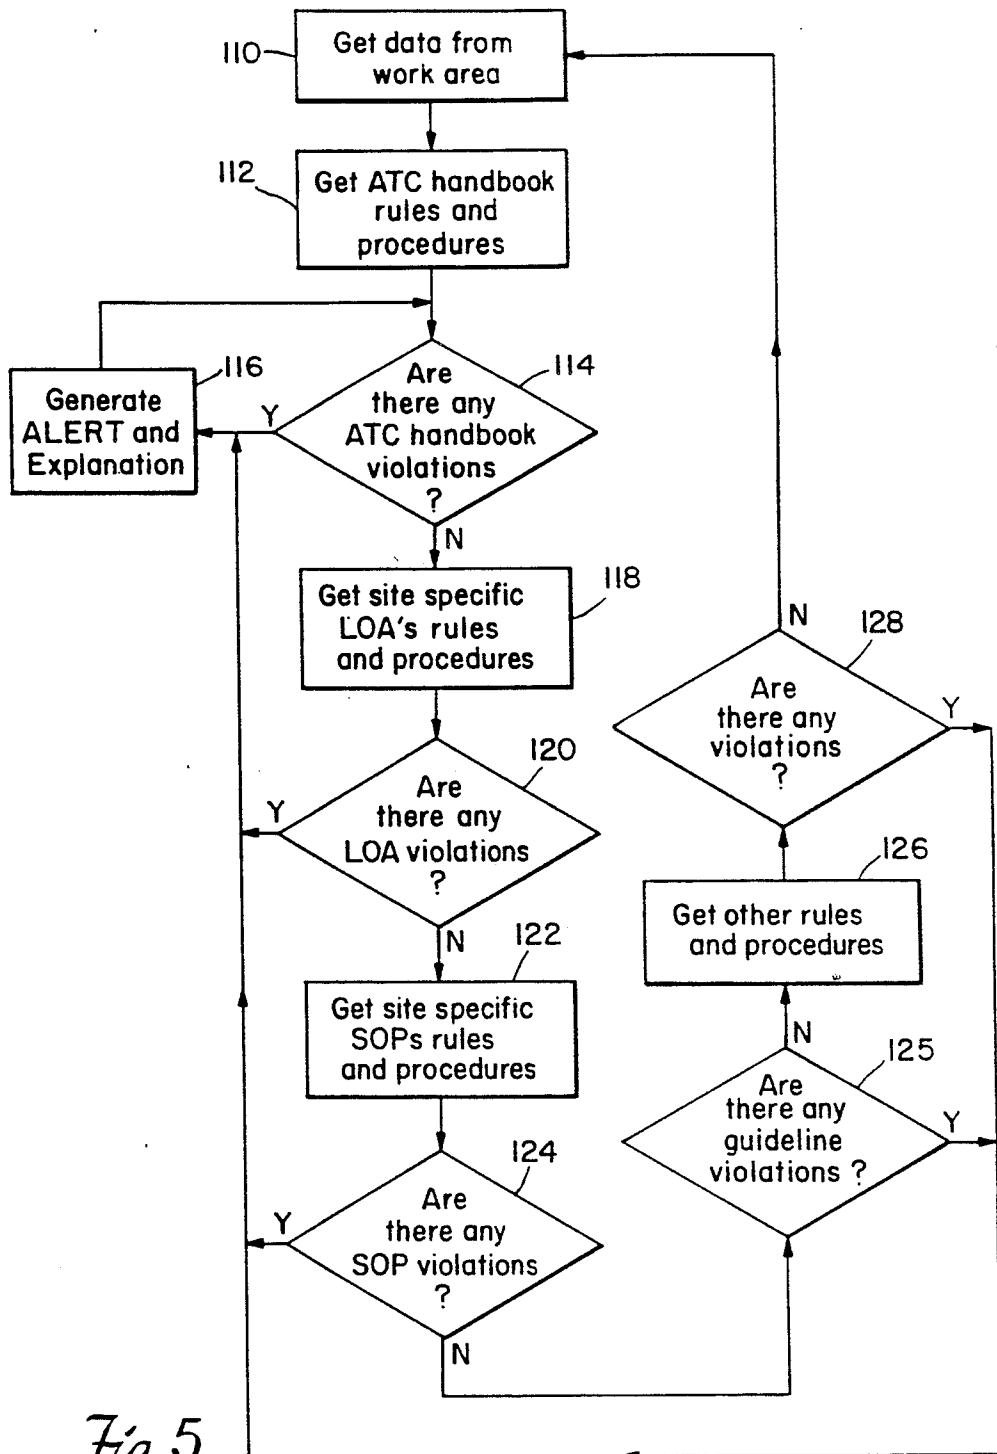 110
Get data from
work area
112
Get ATC handbook
rules and
procedures
116
Generate
ALERT and
Explanation
Y
114
Are
there any
ATC handbook
violations
?
N
118
Get site specific
LOA's rules
and procedures
120
Y
Are
there any
LOA violations
?
N
122
Get site specific
SOPs rules
and procedures
124
Y
Are
there any
SOP violations
?
N
125
Are
there any
guideline
violations ?
Y
N
126
Get other rules
and procedures
128
Are
there any
violations
?
Y
N
Fig. 5